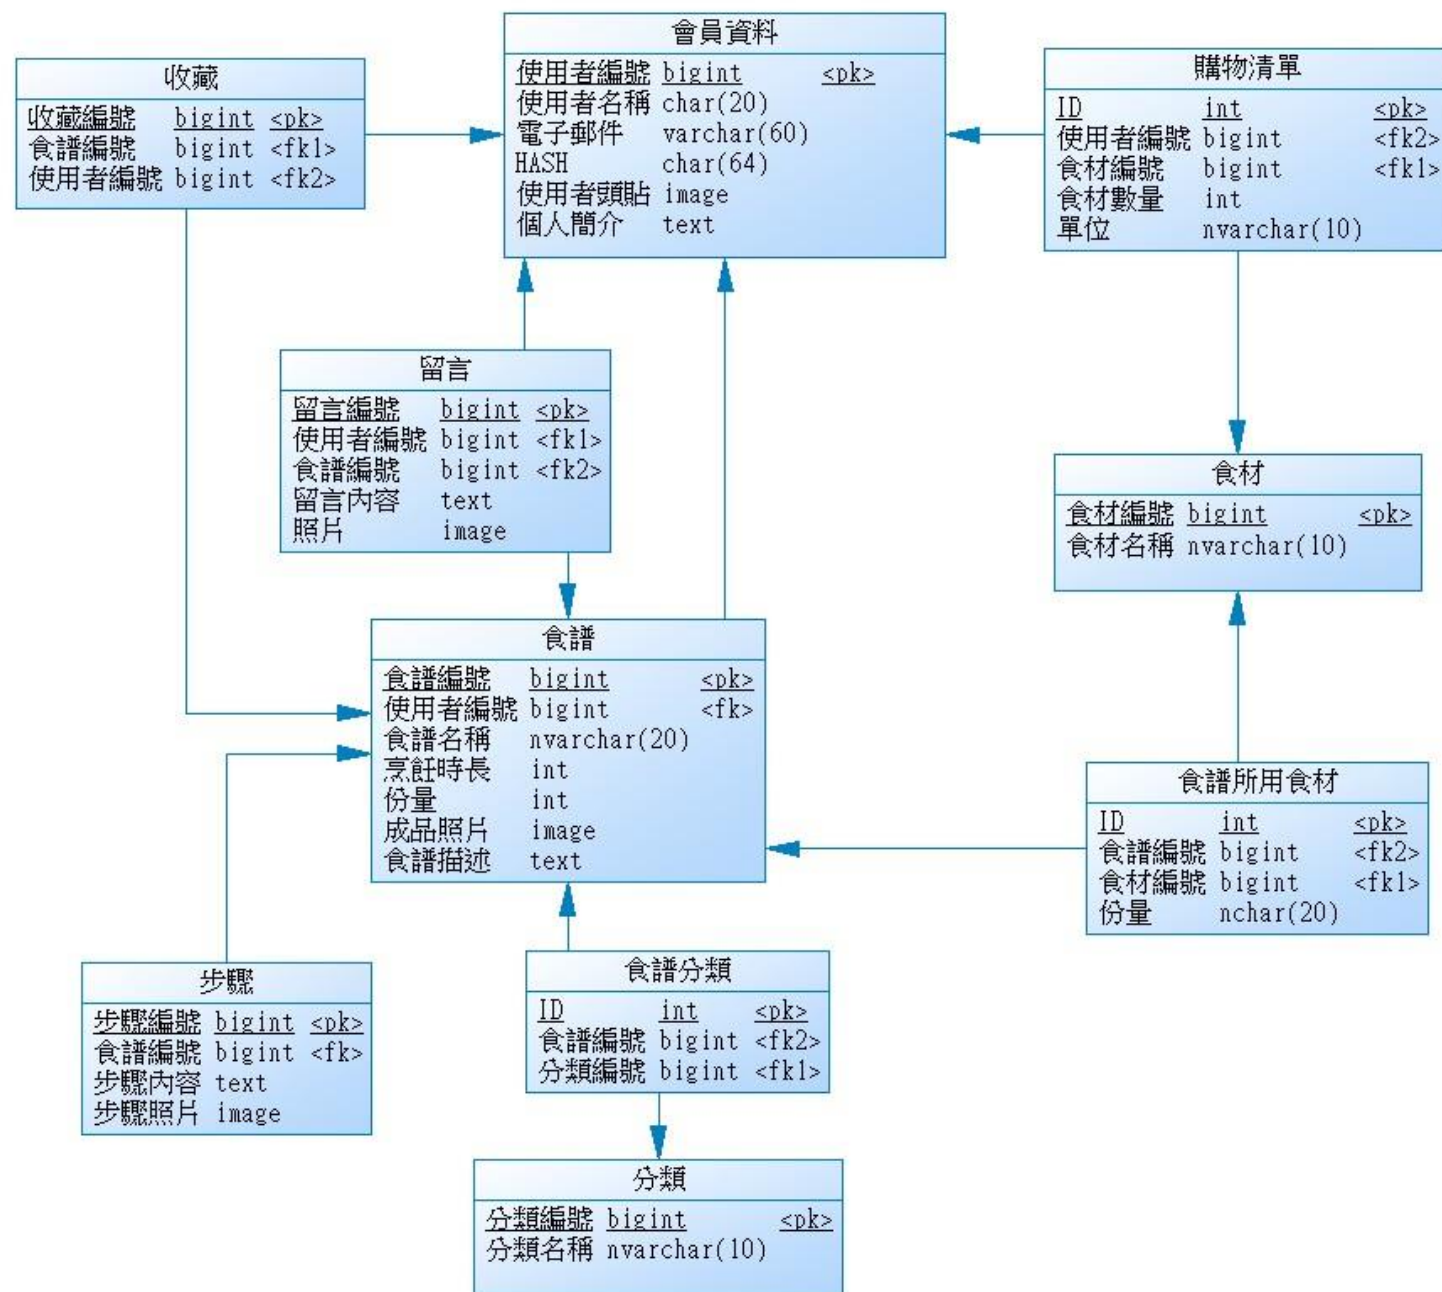 會員資料
使用者編號 bigint <pk>
使用者名稱 char(20)
電子郵件 varchar(60)
HASH char(64)
使用者頭貼 image
個人簡介 text
收藏
收藏編號 bigint <pk>
食譜編號 bigint <fk1>
使用者編號 bigint <fk2>
購物清單
ID int <pk>
使用者編號 bigint <fk2>
食材編號 bigint <fk1>
食材數量 int
單位 nvarchar(10)
留言
留言編號 bigint <pk>
使用者編號 bigint <fk1>
食譜編號 bigint <fk2>
留言內容 text
照片 image
食材
食材編號 bigint <pk>
食材名稱 nvarchar(10)
食譜
食譜編號 bigint <pk>
使用者編號 bigint <fk>
食譜名稱 nvarchar(20)
烹飪時長 int
份量 int
成品照片 image
食譜描述 text
食譜所用食材
ID int <pk>
食譜編號 bigint <fk2>
食材編號 bigint <fk1>
份量 nchar(20)
步驟
步驟編號 bigint <pk>
食譜編號 bigint <fk>
步驟內容 text
步驟照片 image
食譜分類
ID int <pk>
食譜編號 bigint <fk2>
分類編號 bigint <fk1>
分類
分類編號 bigint <pk>
分類名稱 nvarchar(10)